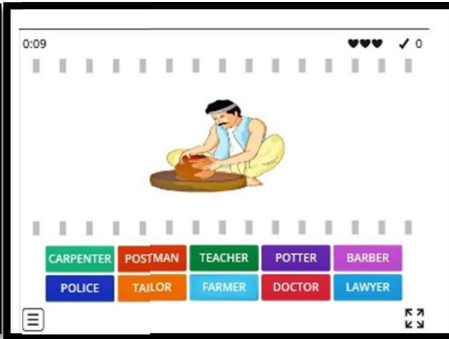 0:09 0
CARPENTER POSTMAN TEACHER POTTER BARBER
POLICE TAILOR FARMER DOCTOR LAWYER